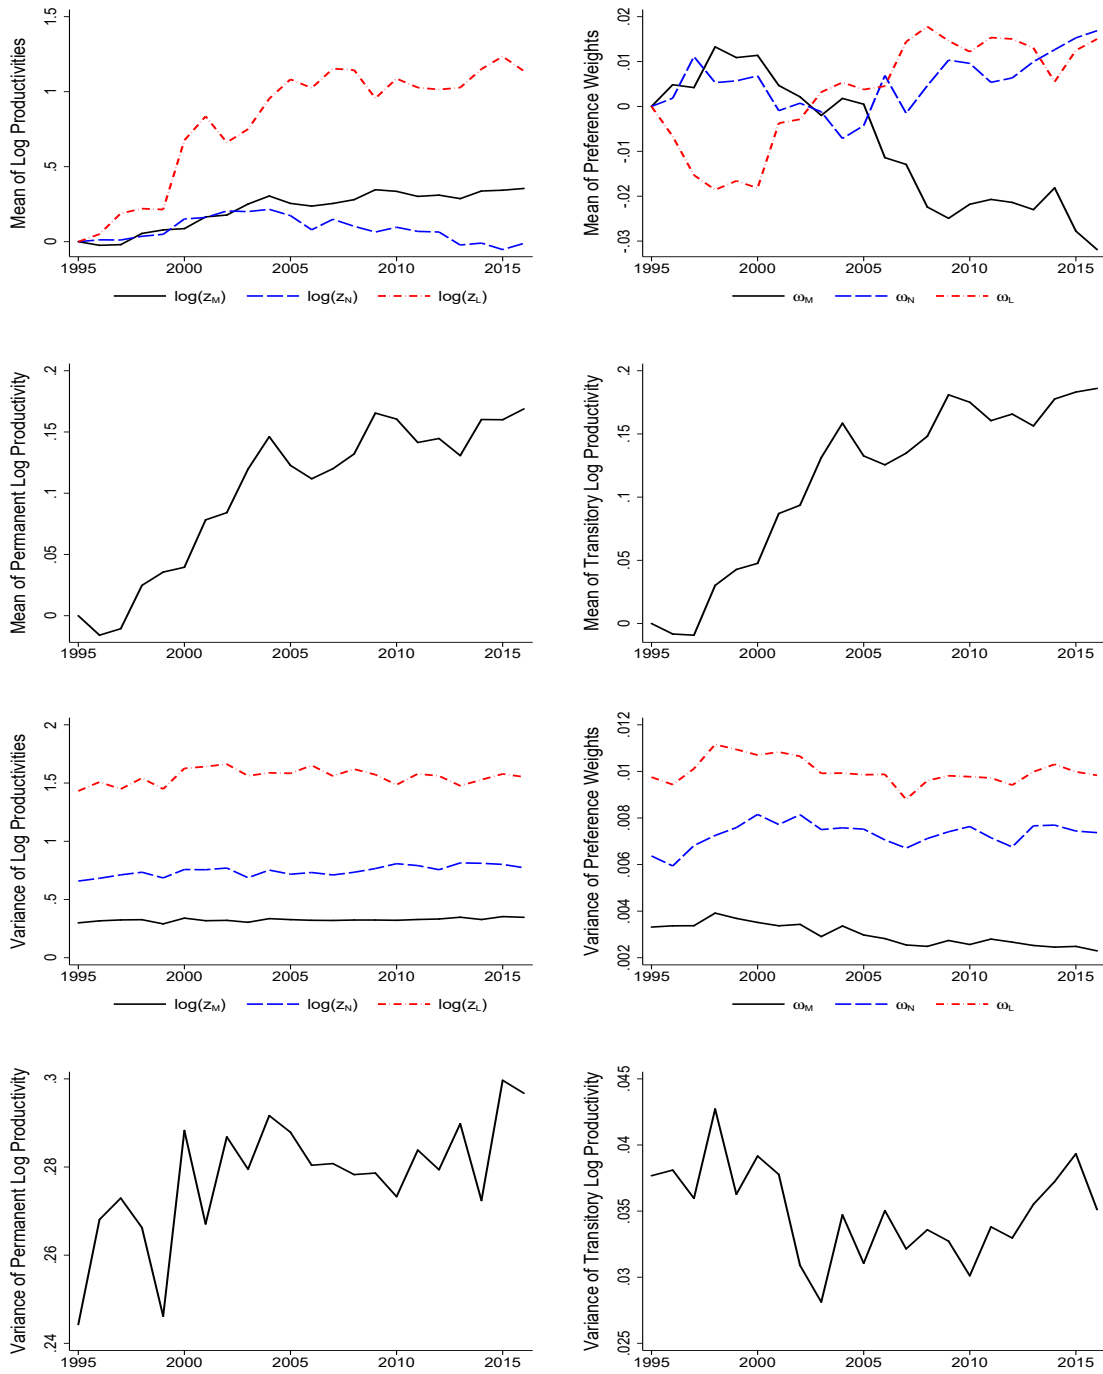 Mean of Log Productivities
1.5
1
.5
0
1995 2000 2005 2010 2015
log(z_M) log(z_N) log(z_L)
Mean of Preference Weights
.02
.01
0
-.01
-.02
-.03
1995 2000 2005 2010 2015
ω_M ω_N ω_L
Mean of Permanent Log Productivity
.2
.15
.1
.05
0
1995 2000 2005 2010 2015
Mean of Transitory Log Productivity
.2
.15
.1
.05
0
1995 2000 2005 2010 2015
Variance of Log Productivities
2
1.5
1
.5
0
1995 2000 2005 2010 2015
log(z_M) log(z_N) log(z_L)
Variance of Preference Weights
.012
.01
.008
.006
.004
.002
1995 2000 2005 2010 2015
ω_M ω_N ω_L
Variance of Permanent Log Productivity
.3
.28
.26
.24
1995 2000 2005 2010 2015
Variance of Transitory Log Productivity
.045
.04
.035
.03
.025
1995 2000 2005 2010 2015